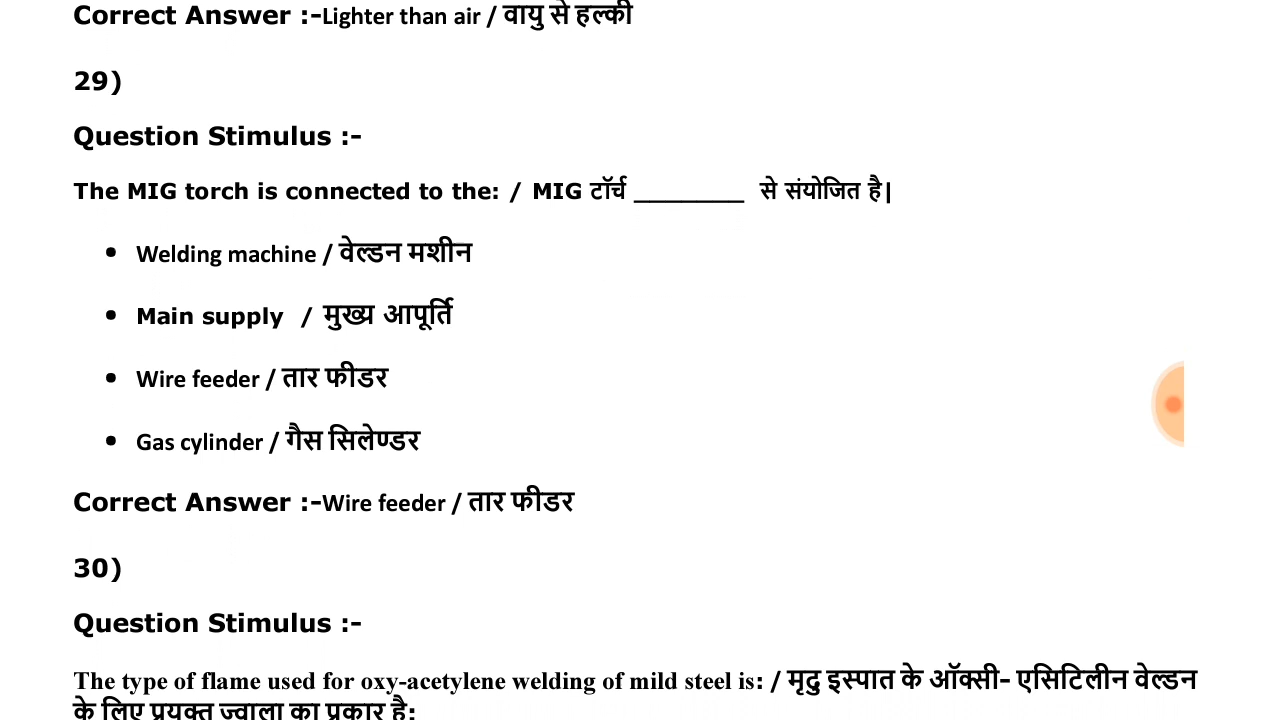 Correct Answer :-Lighter than air / वायु से हल्की
29)
Question Stimulus :-
The MIG torch is connected to the: / MIG टॉर्च ________ से संयोजित है|
• Welding machine / वेल्डन मशीन
• Main supply / मुख्य आपूर्ति
• Wire feeder / तार फीडर
• Gas cylinder / गैस सिलेण्डर
Correct Answer :-Wire feeder / तार फीडर
30)
Question Stimulus :-
The type of flame used for oxy-acetylene welding of mild steel is: / मृदु इस्पात के ऑक्सी- एसिटिलीन वेल्डन
के लिए प्रयुक्त ज्वाला का प्रकार है: